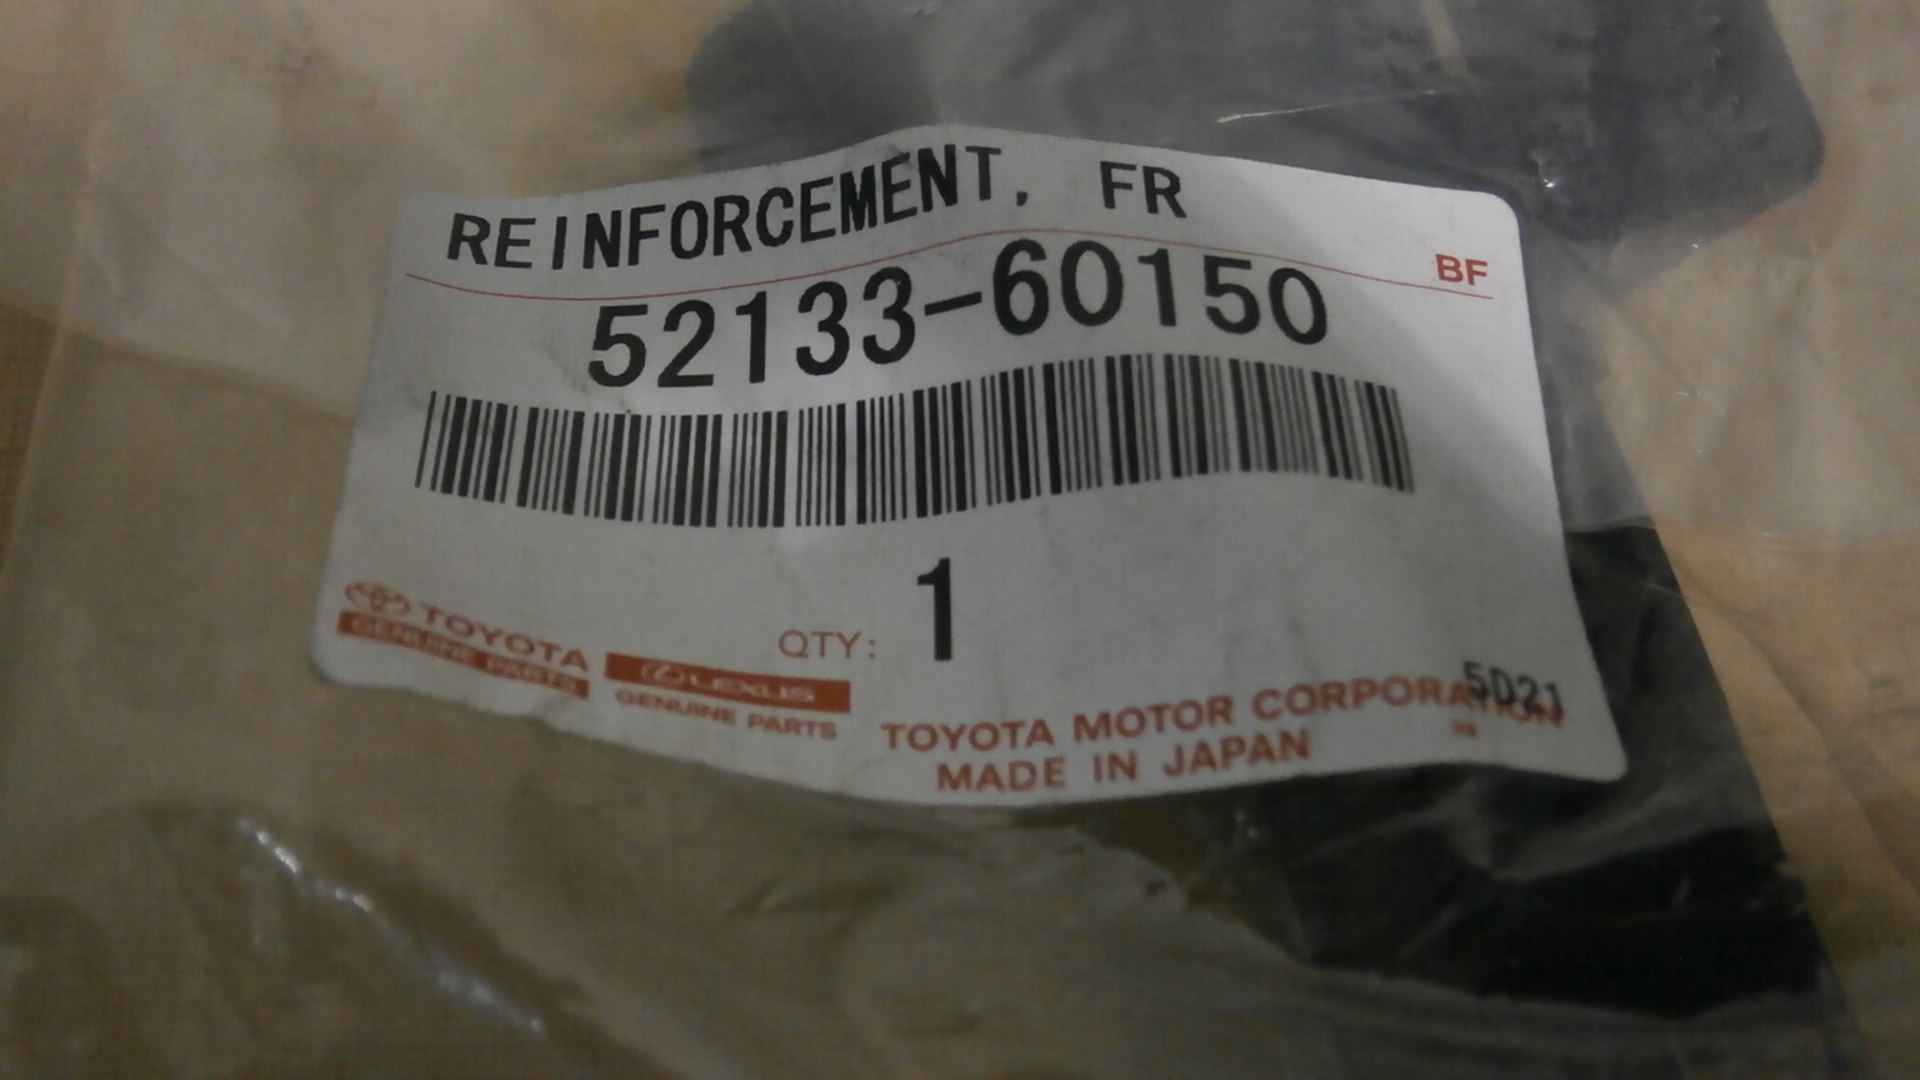 REINFORCEMENT, FR
BF
52133-60150
QTY: 1
TOYOTA
GENUINE PARTS
LEXUS
GENUINE PARTS
5D21
TOYOTA MOTOR CORPORATION
MADE IN JAPAN